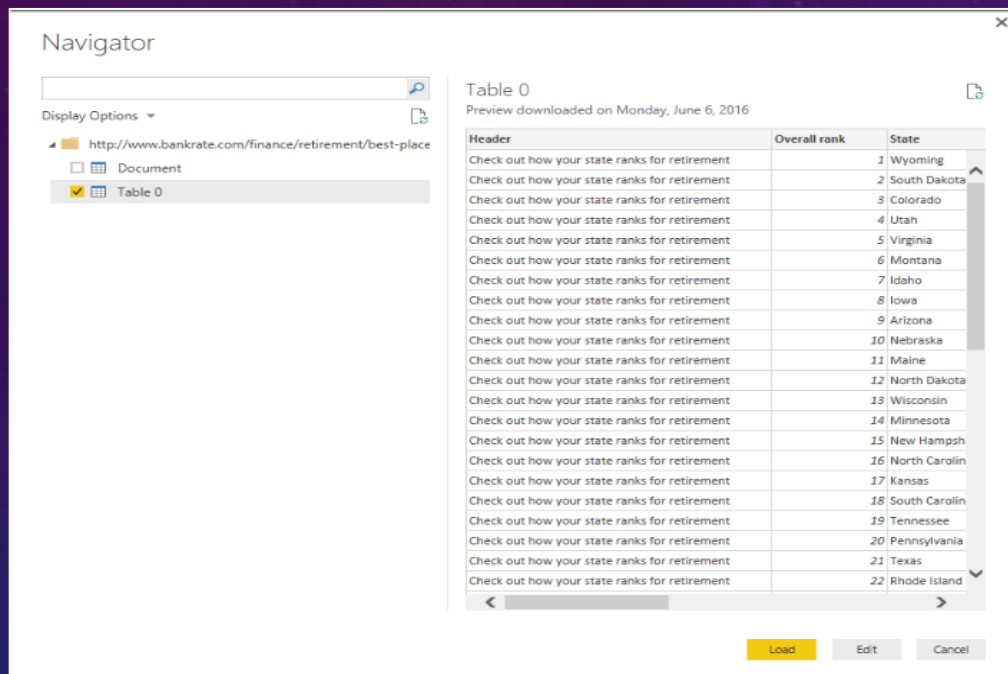 Navigator
Display Options
http://www.bankrate.com/finance/retirement/best-place
Document
Table 0
Table 0
Preview downloaded on Monday, June 6, 2016
Header Overall rank State
Check out how your state ranks for retirement 1 Wyoming
Check out how your state ranks for retirement 2 South Dakota
Check out how your state ranks for retirement 3 Colorado
Check out how your state ranks for retirement 4 Utah
Check out how your state ranks for retirement 5 Virginia
Check out how your state ranks for retirement 6 Montana
Check out how your state ranks for retirement 7 Idaho
Check out how your state ranks for retirement 8 Iowa
Check out how your state ranks for retirement 9 Arizona
Check out how your state ranks for retirement 10 Nebraska
Check out how your state ranks for retirement 11 Maine
Check out how your state ranks for retirement 12 North Dakota
Check out how your state ranks for retirement 13 Wisconsin
Check out how your state ranks for retirement 14 Minnesota
Check out how your state ranks for retirement 15 New Hampsh
Check out how your state ranks for retirement 16 North Carolin
Check out how your state ranks for retirement 17 Kansas
Check out how your state ranks for retirement 18 South Carolin
Check out how your state ranks for retirement 19 Tennessee
Check out how your state ranks for retirement 20 Pennsylvania
Check out how your state ranks for retirement 21 Texas
Check out how your state ranks for retirement 22 Rhode Island
Load Edit Cancel